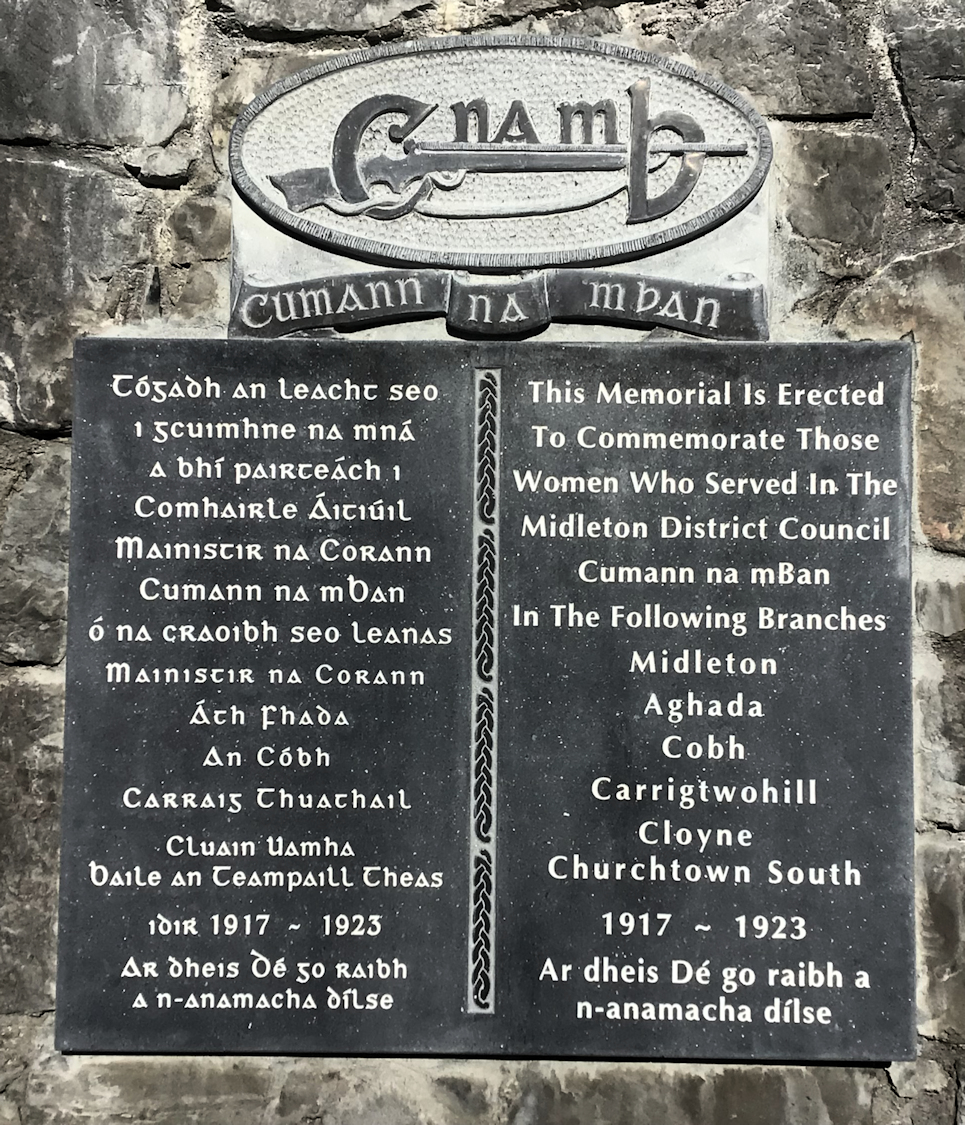 C na mb
Cumann na mBan
Tógadh an leacht seo
i gcuimhne na mná
a bhí páirteách i
Comhairle Áitiúil
Mainistir na Corann
Cumann na mBan
ó na craoibh seo leanas
Mainistir na Corann
Áth Fhada
An Cóbh
Carraig Thuathail
Cluain Uamha
Baile an Teampaill Theas
idir 1917 ~ 1923
Ar dheis Dé go raibh
a n-anamacha dílse
This Memorial Is Erected
To Commemorate Those
Women Who Served In The
Midleton District Council
Cumann na mBan
In The Following Branches
Midleton
Aghada
Cobh
Carrigtwohill
Cloyne
Churchtown South
1917 ~ 1923
Ar dheis Dé go raibh a
n-anamacha dílse